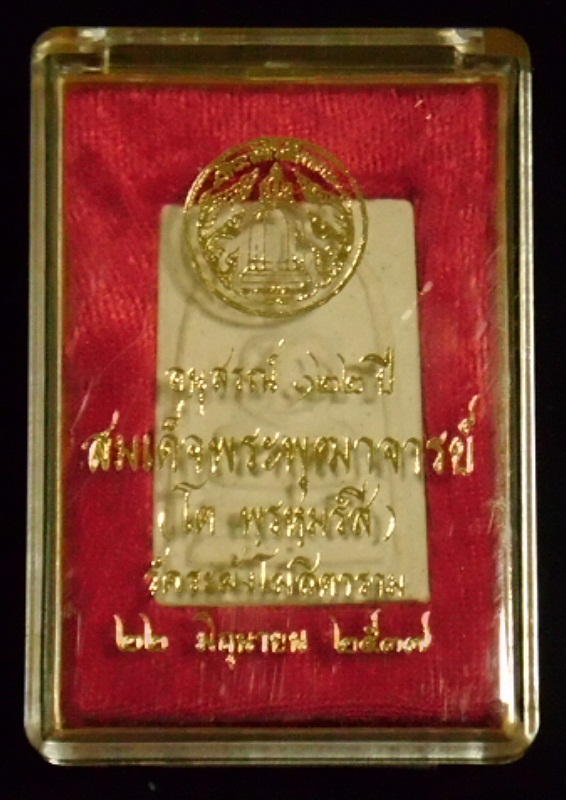 อนุสรณ์ ๑๒๒ ปี
สมเด็จพระพุฒาจารย์
(โต พรหมรังสี)
วัดระฆังโฆสิตาราม
๒๒ มิถุนายน ๒๕๓๗